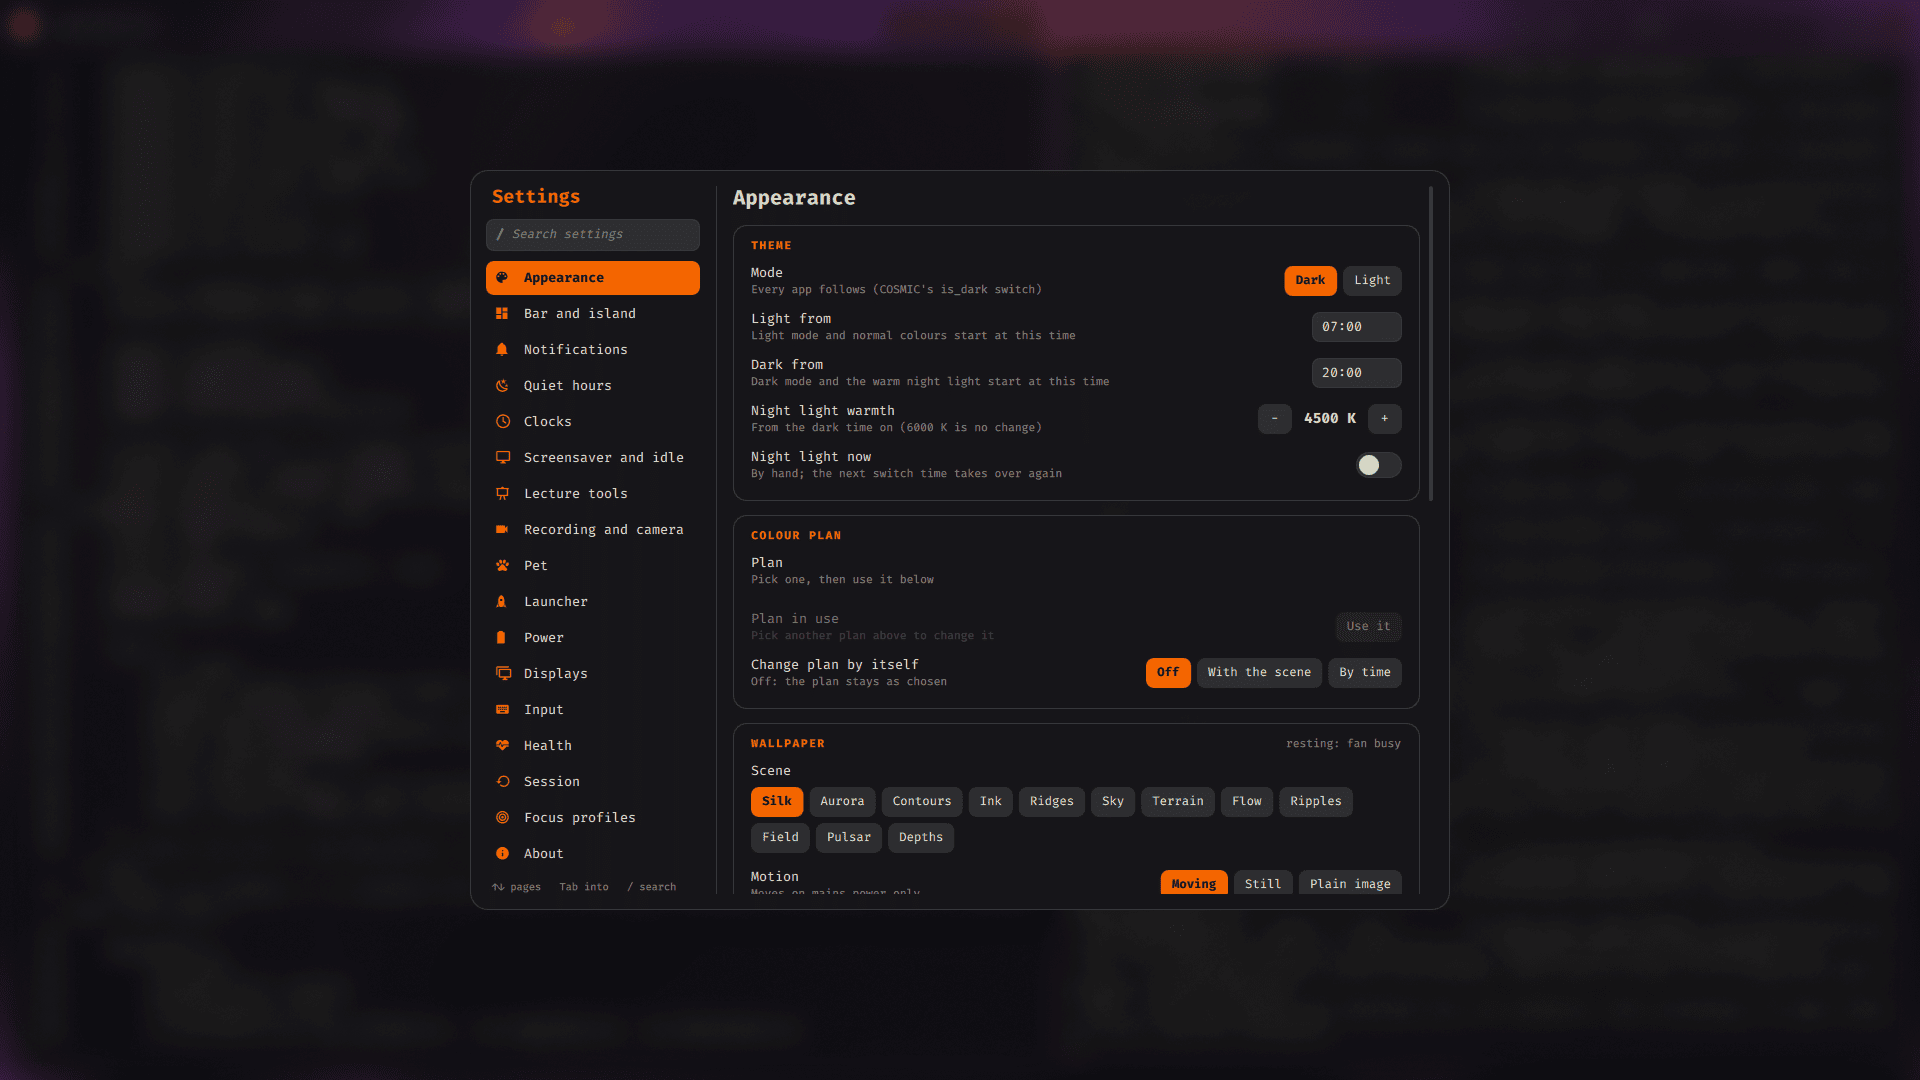 Settings
/ Search settings
Appearance
Bar and island
Notifications
Quiet hours
Clocks
Screensaver and idle
Lecture tools
Recording and camera
Pet
Launcher
Power
Displays
Input
Health
Session
Focus profiles
About
↑↓ pages Tab into / search
Appearance
THEME
Mode
Every app follows (COSMIC's is_dark switch)
Dark Light
Light from
Light mode and normal colours start at this time
07:00
Dark from
Dark mode and the warm night light start at this time
20:00
Night light warmth
From the dark time on (6000 K is no change)
- 4500 K +
Night light now
By hand; the next switch time takes over again
COLOUR PLAN
Plan
Pick one, then use it below
Plan in use
Pick another plan above to change it
Use it
Change plan by itself
Off: the plan stays as chosen
Off With the scene By time
WALLPAPER resting: fan busy
Scene
Silk Aurora Contours Ink Ridges Sky Terrain Flow Ripples
Field Pulsar Depths
Motion
Moves on mains power only
Moving Still Plain image